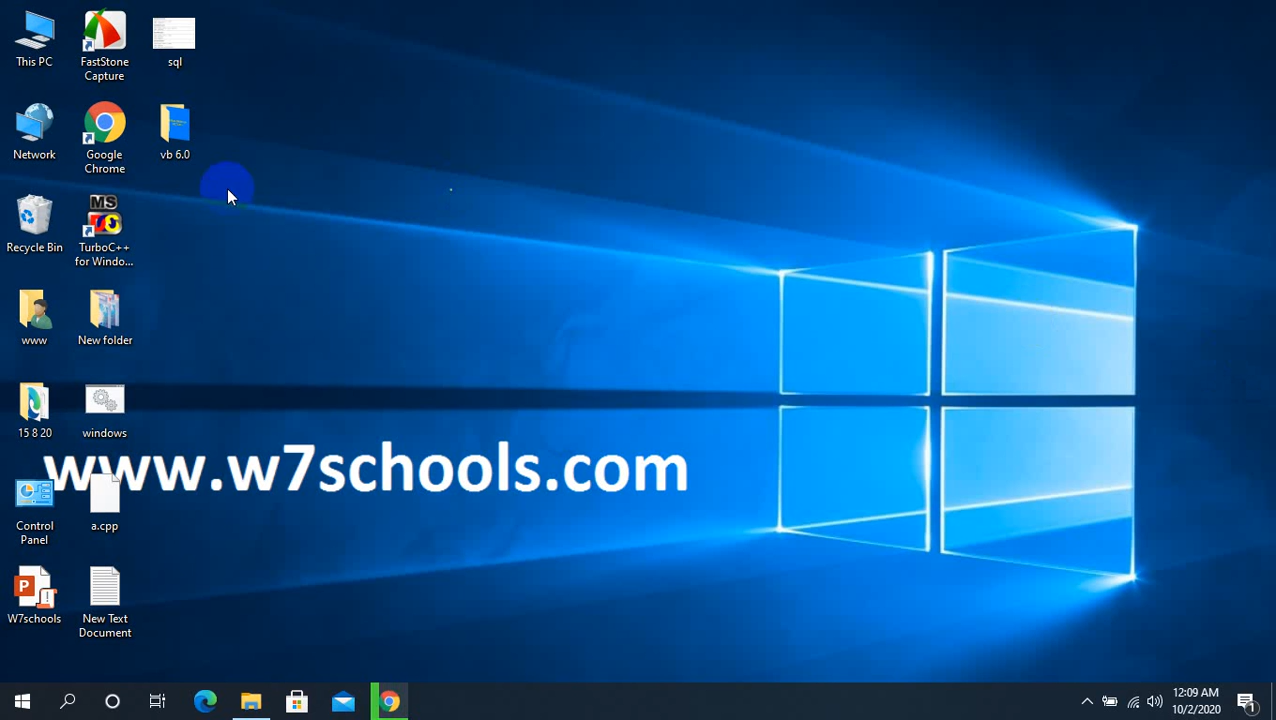 This PC
FastStone
Capture
sql
Network
Google
Chrome
vb 6.0
Recycle Bin
MS
TurboC++
for Windo...
www
New folder
15 8 20
windows
www.w7schools.com
Control
Panel
a.cpp
W7schools
New Text
Document
12:09 AM
10/2/2020
1